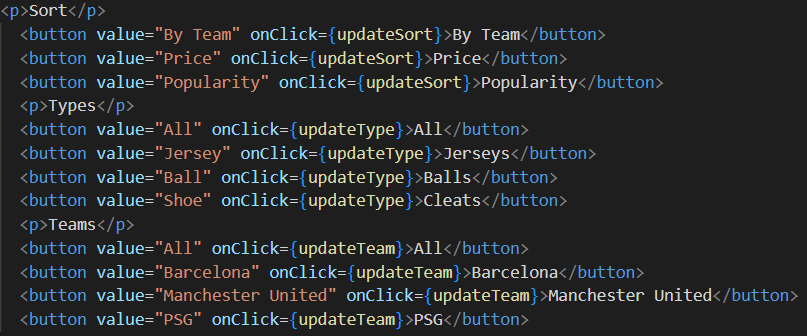 <p>Sort</p>
<button value="By Team" onClick={updateSort}>By Team</button>
<button value="Price" onClick={updateSort}>Price</button>
<button value="Popularity" onClick={updateSort}>Popularity</button>
<p>Types</p>
<button value="All" onClick={updateType}>All</button>
<button value="Jersey" onClick={updateType}>Jerseys</button>
<button value="Ball" onClick={updateType}>Balls</button>
<button value="Shoe" onClick={updateType}>Cleats</button>
<p>Teams</p>
<button value="All" onClick={updateTeam}>All</button>
<button value="Barcelona" onClick={updateTeam}>Barcelona</button>
<button value="Manchester United" onClick={updateTeam}>Manchester United</button>
<button value="PSG" onClick={updateTeam}>PSG</button>